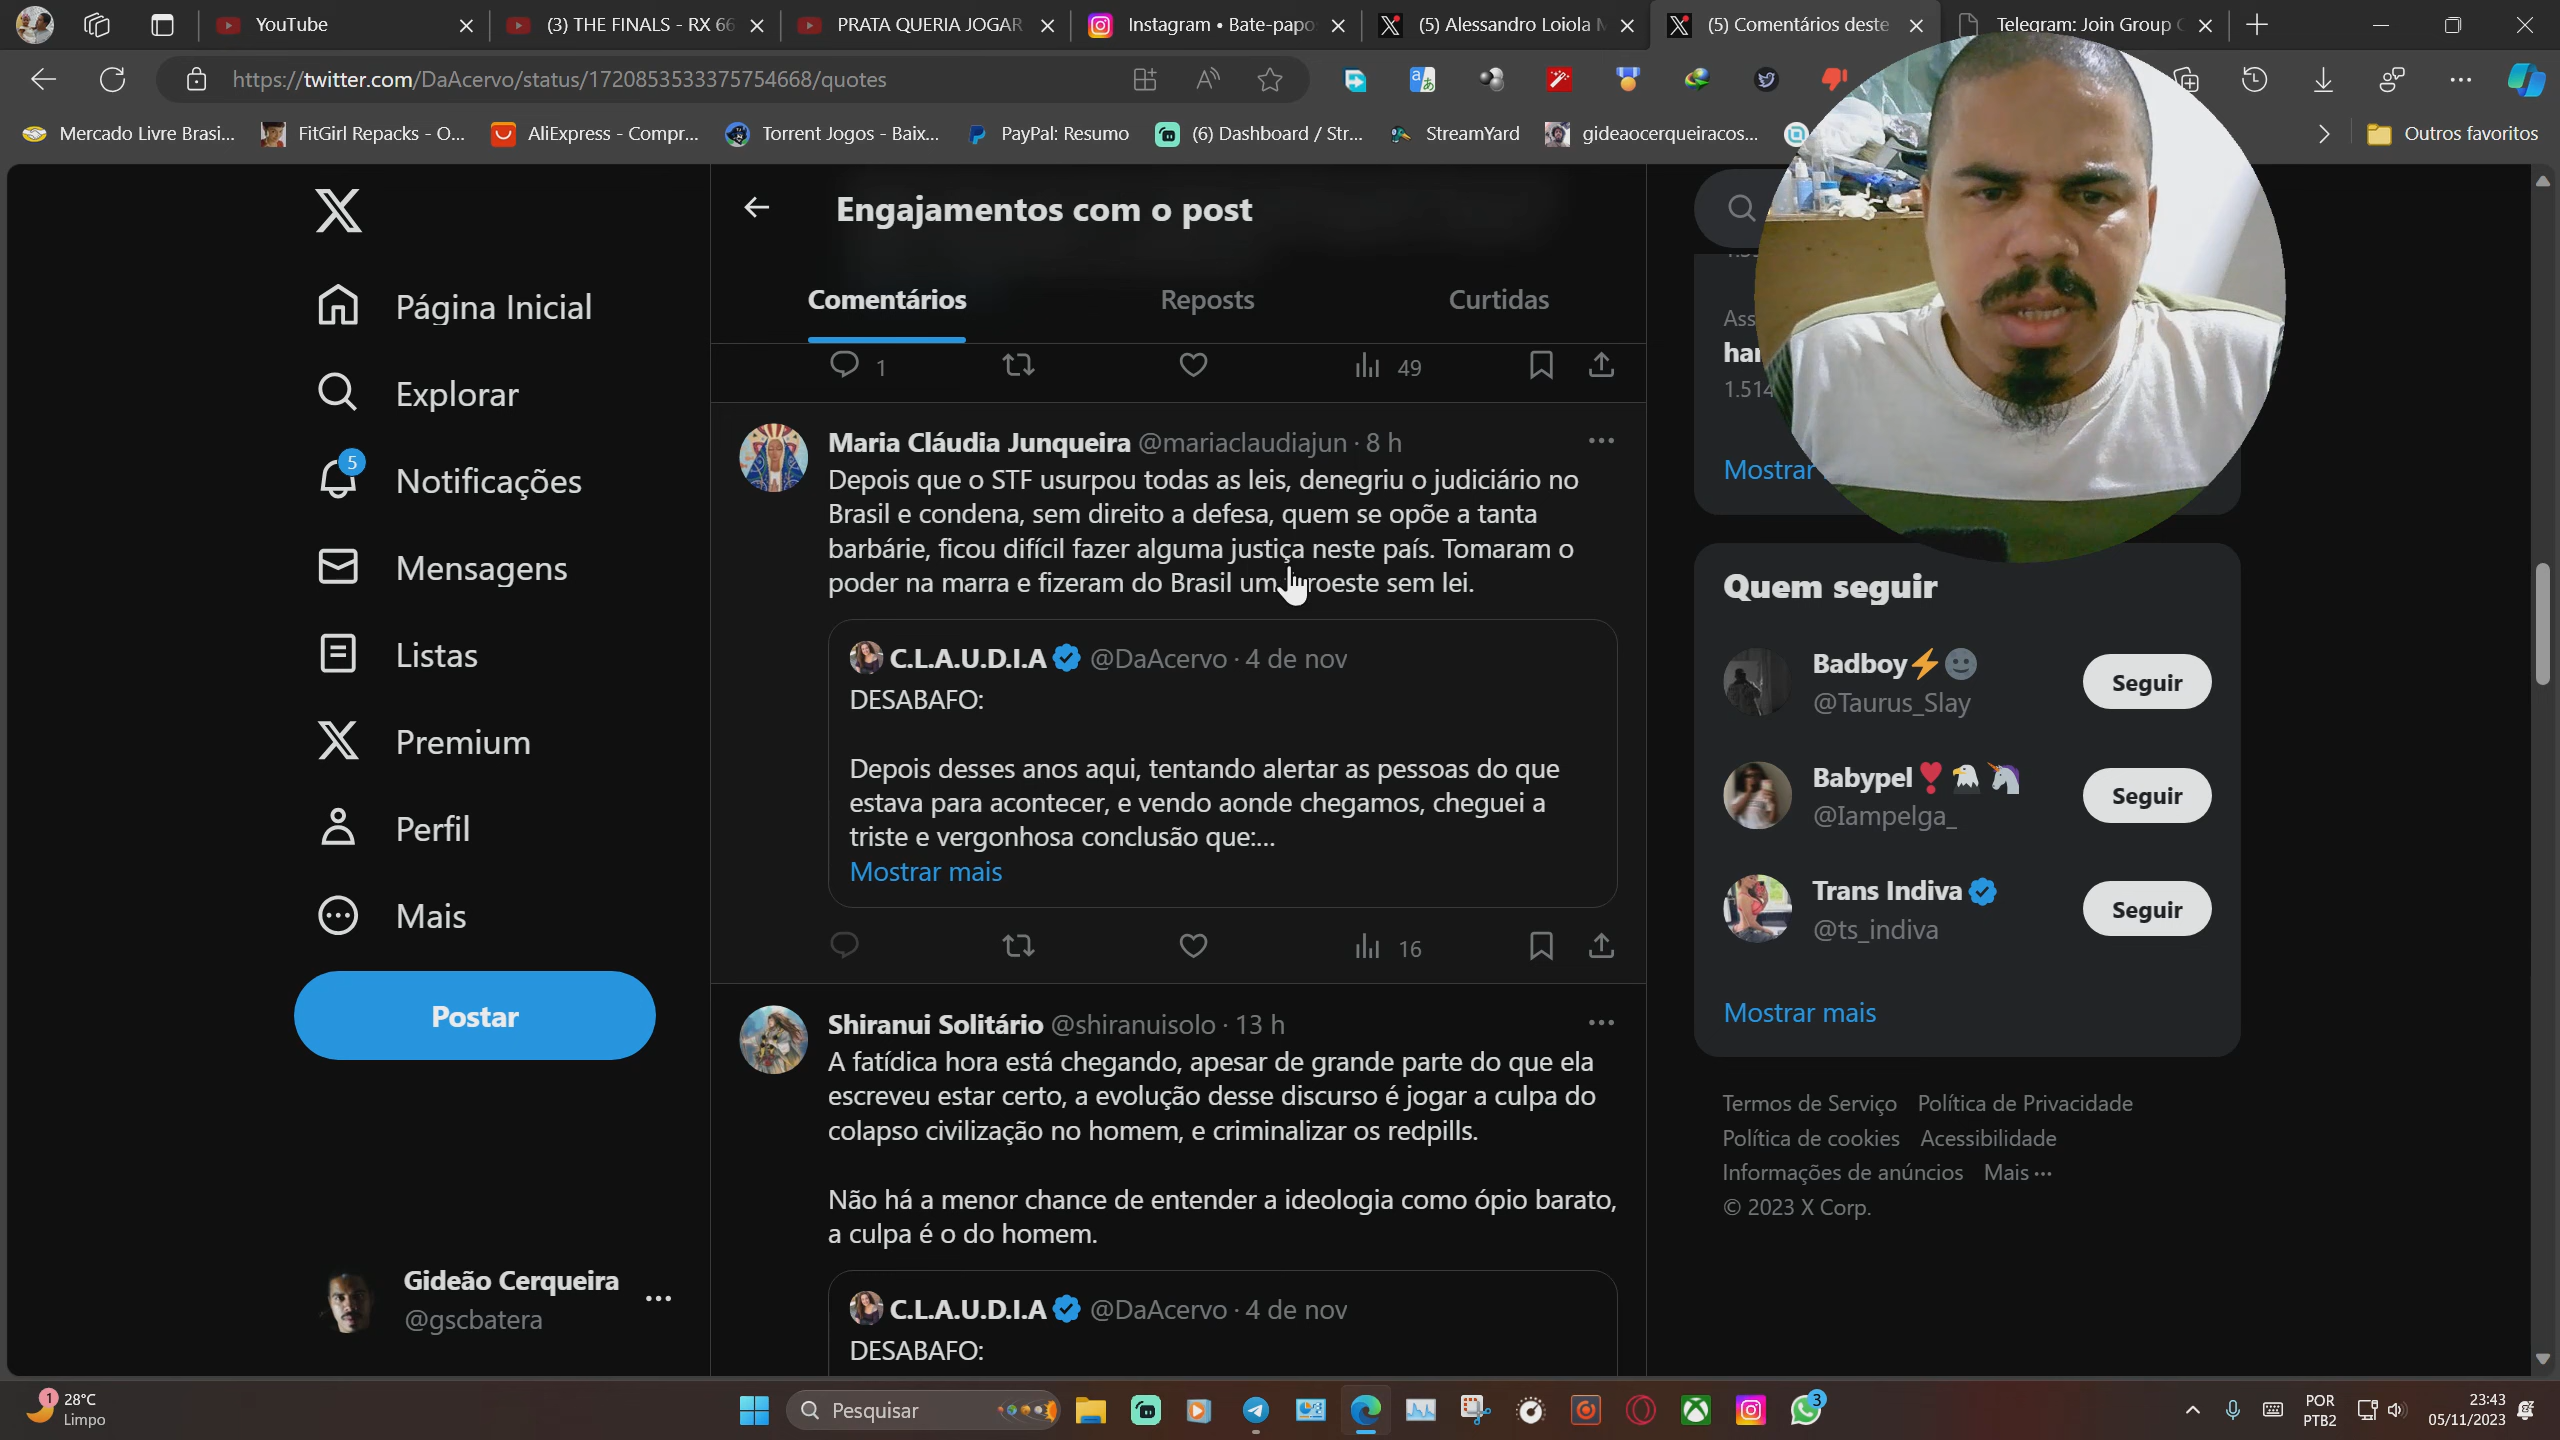 YouTube
(3) THE FINALS - RX 66
PRATA QUERIA JOGAR
Instagram • Bate-papo
(5) Alessandro Loiola
(5) Comentários deste
Telegram: Join Group
https://twitter.com/DaAcervo/status/1720853533375754668/quotes
Mercado Livre Brasi...
FitGirl Repacks - O...
AliExpress - Compr...
Torrent Jogos - Baix...
PayPal: Resumo
(6) Dashboard / Str...
StreamYard
gideaocerqueiracos...
Outros favoritos
Página Inicial
Explorar
5
Notificações
Mensagens
Listas
Premium
Perfil
Mais
Postar
Gideão Cerqueira
@gscbatera
Engajamentos com o post
Comentários
Reposts
Curtidas
1
49
Maria Cláudia Junqueira @mariaclaudiajun · 8 h
Depois que o STF usurpou todas as leis, denegriu o judiciário no
Brasil e condena, sem direito a defesa, quem se opõe a tanta
barbárie, ficou difícil fazer alguma justiça neste país. Tomaram o
poder na marra e fizeram do Brasil um roeste sem lei.
C.L.A.U.D.I.A @DaAcervo · 4 de nov
DESABAFO:
Depois desses anos aqui, tentando alertar as pessoas do que
estava para acontecer, e vendo aonde chegamos, cheguei a
triste e vergonhosa conclusão que:...
Mostrar mais
16
Shiranui Solitário @shiranuisolo · 13 h
A fatídica hora está chegando, apesar de grande parte do que ela
escreveu estar certo, a evolução desse discurso é jogar a culpa do
colapso civilização no homem, e criminalizar os redpills.
Não há a menor chance de entender a ideologia como ópio barato,
a culpa é o do homem.
C.L.A.U.D.I.A @DaAcervo · 4 de nov
DESABAFO:
Ass
har
1.514
Mostrar
Quem seguir
Badboy
@Taurus_Slay
Seguir
Babypel
@Iampelga_
Seguir
Trans Indiva
@ts_indiva
Seguir
Mostrar mais
Termos de Serviço Política de Privacidade
Política de cookies Acessibilidade
Informações de anúncios Mais ···
© 2023 X Corp.
1
28°C
Limpo
Pesquisar
3
POR
PTB2
23:43
05/11/2023